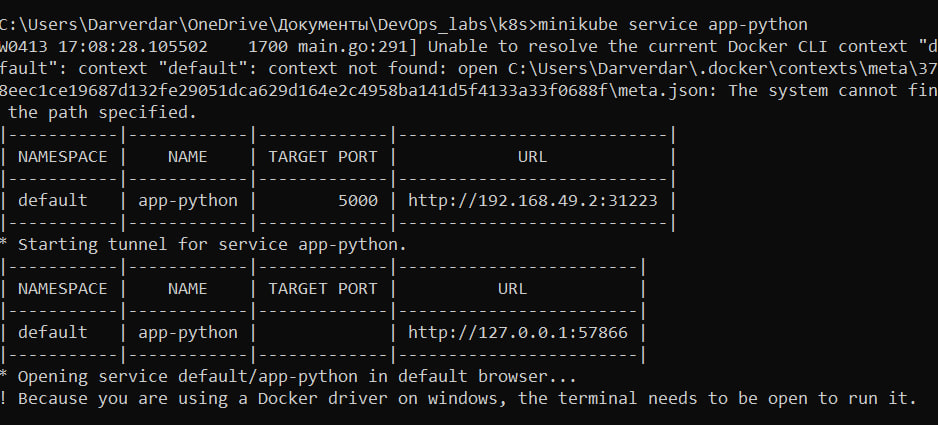 C:\Users\Darverdar\OneDrive\Документы\DevOps_labs\k8s>minikube service app-python
W0413 17:08:28.105502    1700 main.go:291] Unable to resolve the current Docker CLI context "d
efault": context "default": context not found: open C:\Users\Darverdar\.docker\contexts\meta\37
a8eec1ce19687d132fe29051dca629d164e2c4958ba141d5f4133a33f0688f\meta.json: The system cannot fin
d the path specified.
|-----------|------------|-------------|---------------------------|
| NAMESPACE |    NAME    | TARGET PORT |            URL            |
|-----------|------------|-------------|---------------------------|
| default   | app-python |        5000 | http://192.168.49.2:31223 |
|-----------|------------|-------------|---------------------------|
* Starting tunnel for service app-python.
|-----------|------------|-------------|------------------------|
| NAMESPACE |    NAME    | TARGET PORT |          URL           |
|-----------|------------|-------------|------------------------|
| default   | app-python |             | http://127.0.0.1:57866 |
|-----------|------------|-------------|------------------------|
* Opening service default/app-python in default browser...
! Because you are using a Docker driver on windows, the terminal needs to be open to run it.